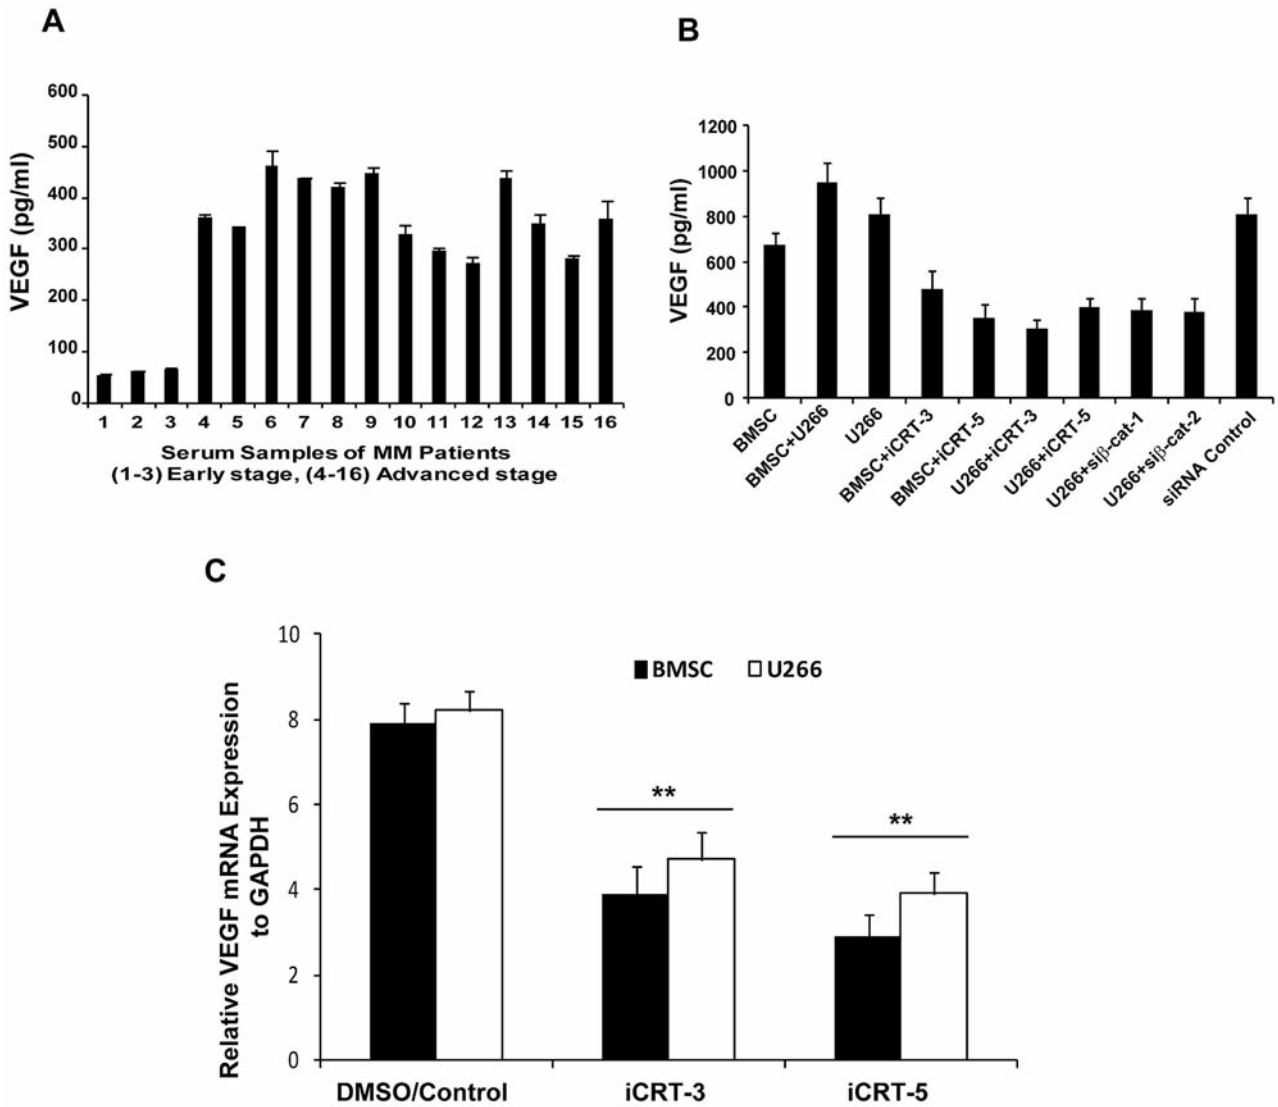 A
600
500
400
300
200
100
0
VEGF (pg/ml)
1 2 3 4 5 6 7 8 9 10 11 12 13 14 15 16
Serum Samples of MM Patients
(1-3) Early stage, (4-16) Advanced stage
B
1200
1000
800
600
400
200
0
VEGF (pg/ml)
BMSC
BMSC+U266
U266
BMSC+iCRT-3
BMSC+iCRT-5
U266+iCRT-3
U266+iCRT-5
U266+siβ-cat-1
U266+siβ-cat-2
siRNA Control
C
10
8
6
4
2
0
Relative VEGF mRNA Expression
to GAPDH
BMSC U266
**
**
DMSO/Control iCRT-3 iCRT-5